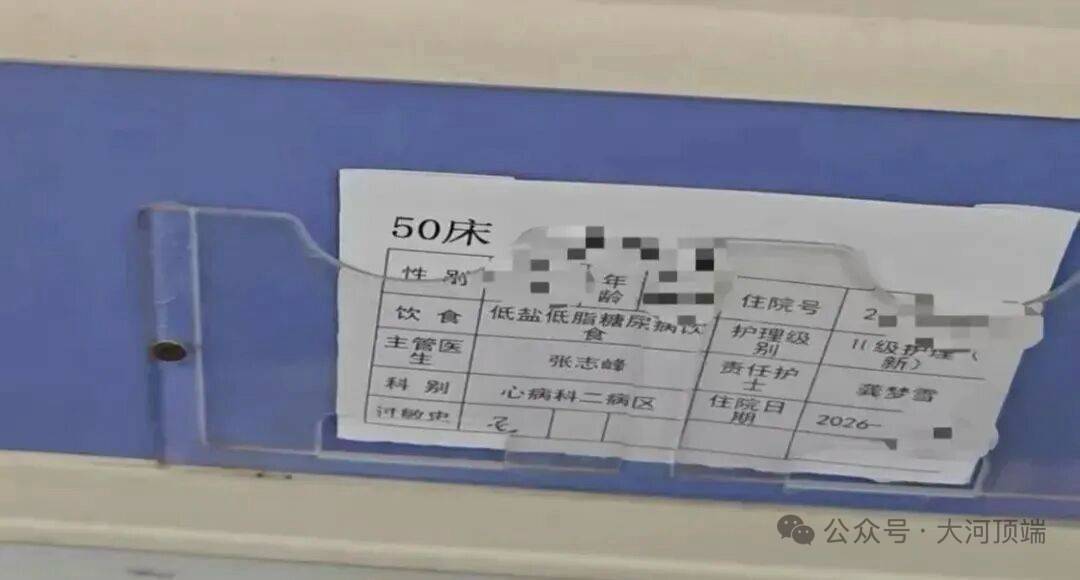 50床
性别 年龄 住院号 2
饮食 低盐低脂糖尿病饮食 护理级别 II级护理（新）
主管医生 张志峰 责任护士 龚梦雪
科别 心病科二病区 住院日期 2026-
过敏史 无
公众号·大河顶端